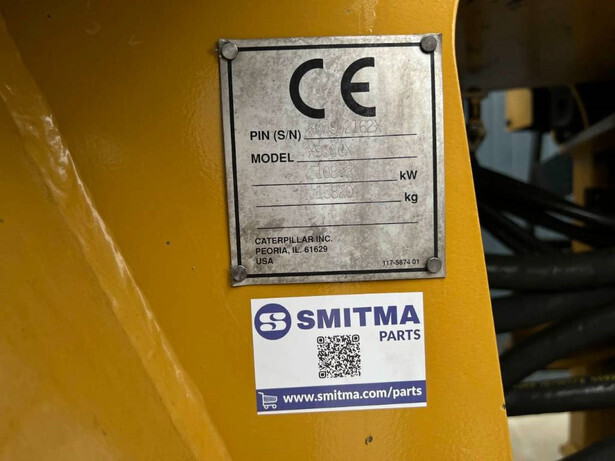 CE
PIN (S/N)
MODEL
kW
kg
CATERPILLAR INC.
PEORIA, IL. 61629
USA
117-5674 01
S SMITMA
PARTS
www.smitma.com/parts